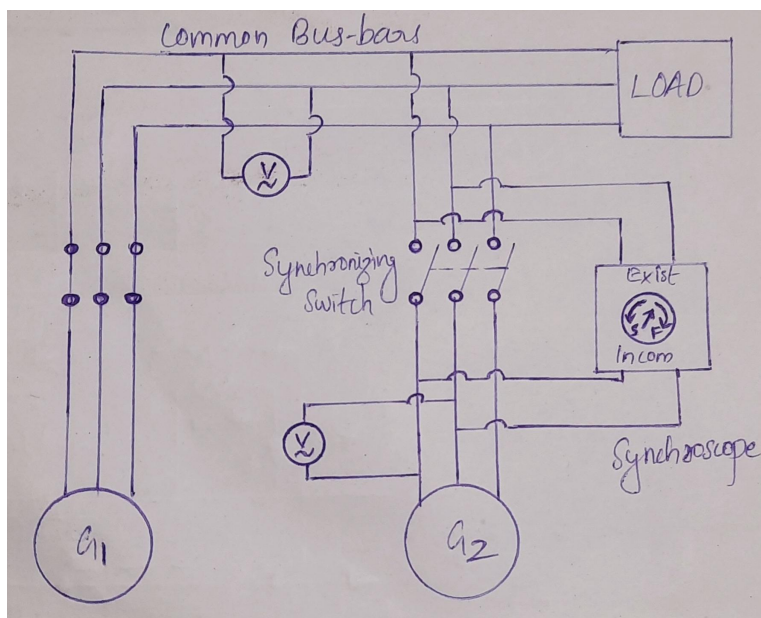 Common Bus-bars
LOAD
V
Synchronizing
Switch
Exist
S F
Incom
V
Synchroscope
G1
G2